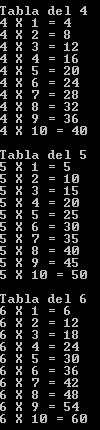 Tabla del 4
4 X 1 = 4
4 X 2 = 8
4 X 3 = 12
4 X 4 = 16
4 X 5 = 20
4 X 6 = 24
4 X 7 = 28
4 X 8 = 32
4 X 9 = 36
4 X 10 = 40
Tabla del 5
5 X 1 = 5
5 X 2 = 10
5 X 3 = 15
5 X 4 = 20
5 X 5 = 25
5 X 6 = 30
5 X 7 = 35
5 X 8 = 40
5 X 9 = 45
5 X 10 = 50
Tabla del 6
6 X 1 = 6
6 X 2 = 12
6 X 3 = 18
6 X 4 = 24
6 X 5 = 30
6 X 6 = 36
6 X 7 = 42
6 X 8 = 48
6 X 9 = 54
6 X 10 = 60